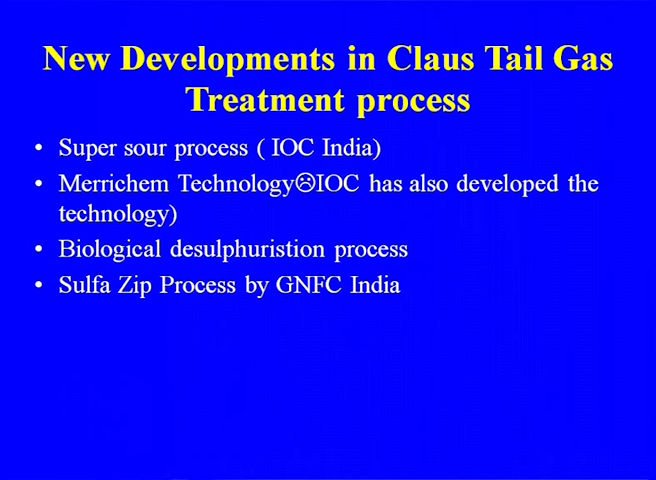 New Developments in Claus Tail Gas
Treatment process
• Super sour process ( IOC India)
• Merrichem Technology☹IOC has also developed the
technology)
• Biological desulphuristion process
• Sulfa Zip Process by GNFC India